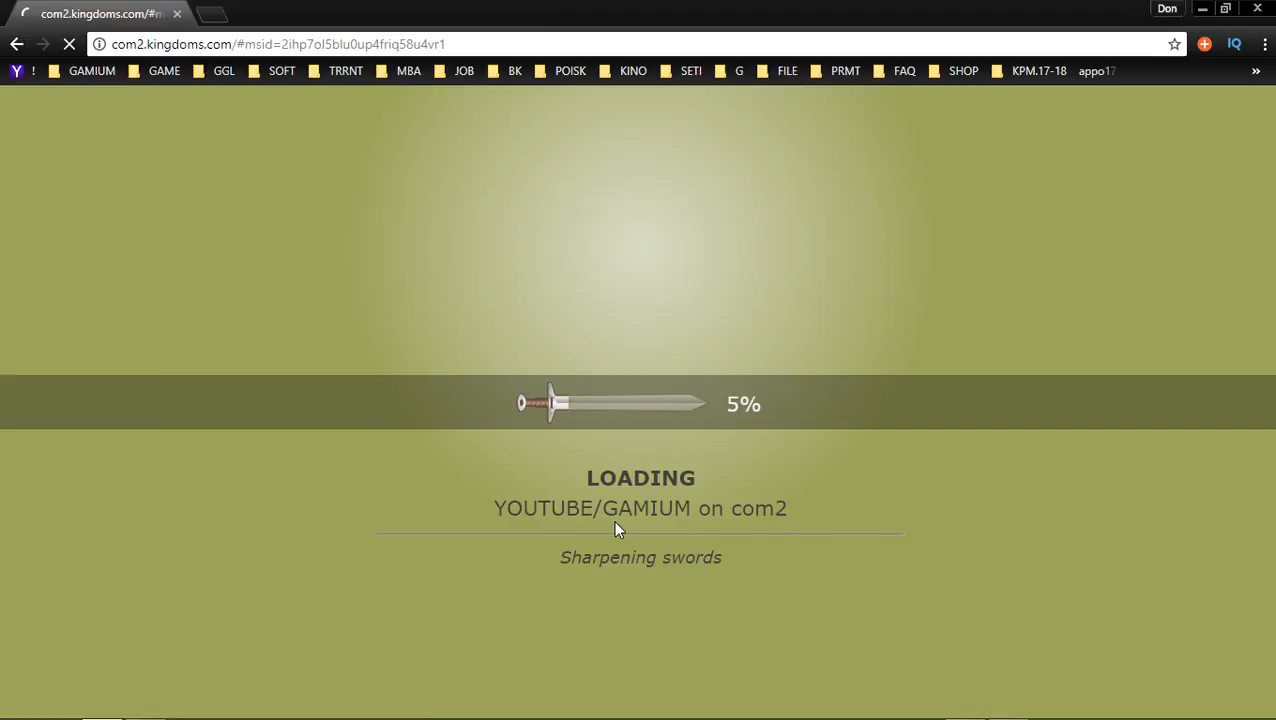 com2.kingdoms.com/#m
Don
com2.kingdoms.com/#msid=2ihp7ol5blu0up4friq58u4vr1
Y ! GAMIUM GAME GGL SOFT TRRNT MBA JOB BK POISK KINO SETI G FILE PRMT FAQ SHOP KPM.17-18 appo17 »
IQ
5%
LOADING
YOUTUBE/GAMIUM on com2
Sharpening swords